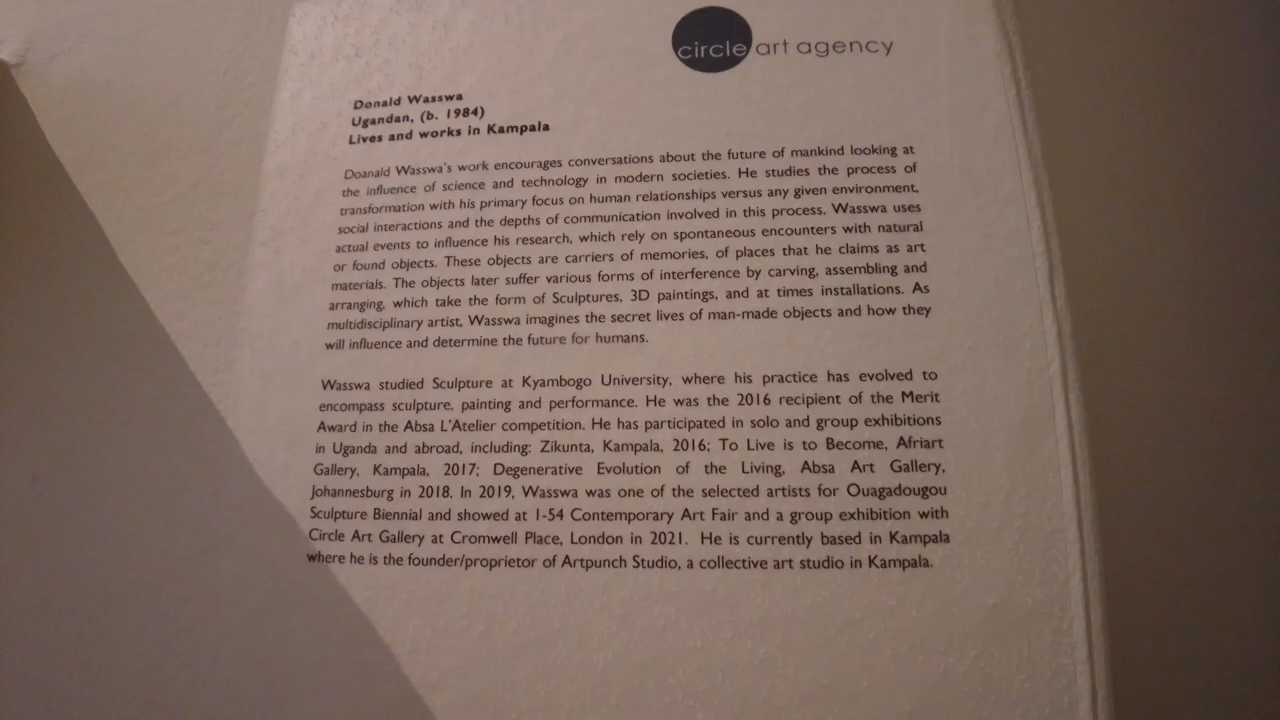 circle art agency
Donald Wasswa
Ugandan, (b. 1984)
Lives and works in Kampala
Doanald Wasswa's work encourages conversations about the future of mankind looking at
the influence of science and technology in modern societies. He studies the process of
transformation with his primary focus on human relationships versus any given environment,
social interactions and the depths of communication involved in this process. Wasswa uses
actual events to influence his research, which rely on spontaneous encounters with natural
or found objects. These objects are carriers of memories, of places that he claims as art
materials. The objects later suffer various forms of interference by carving, assembling and
arranging, which take the form of Sculptures, 3D paintings, and at times installations. As
multidisciplinary artist, Wasswa imagines the secret lives of man-made objects and how they
will influence and determine the future for humans.
Wasswa studied Sculpture at Kyambogo University, where his practice has evolved to
encompass sculpture, painting and performance. He was the 2016 recipient of the Merit
Award in the Absa L'Atelier competition. He has participated in solo and group exhibitions
in Uganda and abroad, including: Zikunta, Kampala, 2016; To Live is to Become, Afriart
Gallery, Kampala, 2017; Degenerative Evolution of the Living, Absa Art Gallery,
Johannesburg in 2018. In 2019, Wasswa was one of the selected artists for Ouagadougou
Sculpture Biennial and showed at 1-54 Contemporary Art Fair and a group exhibition with
Circle Art Gallery at Cromwell Place, London in 2021. He is currently based in Kampala
where he is the founder/proprietor of Artpunch Studio, a collective art studio in Kampala.